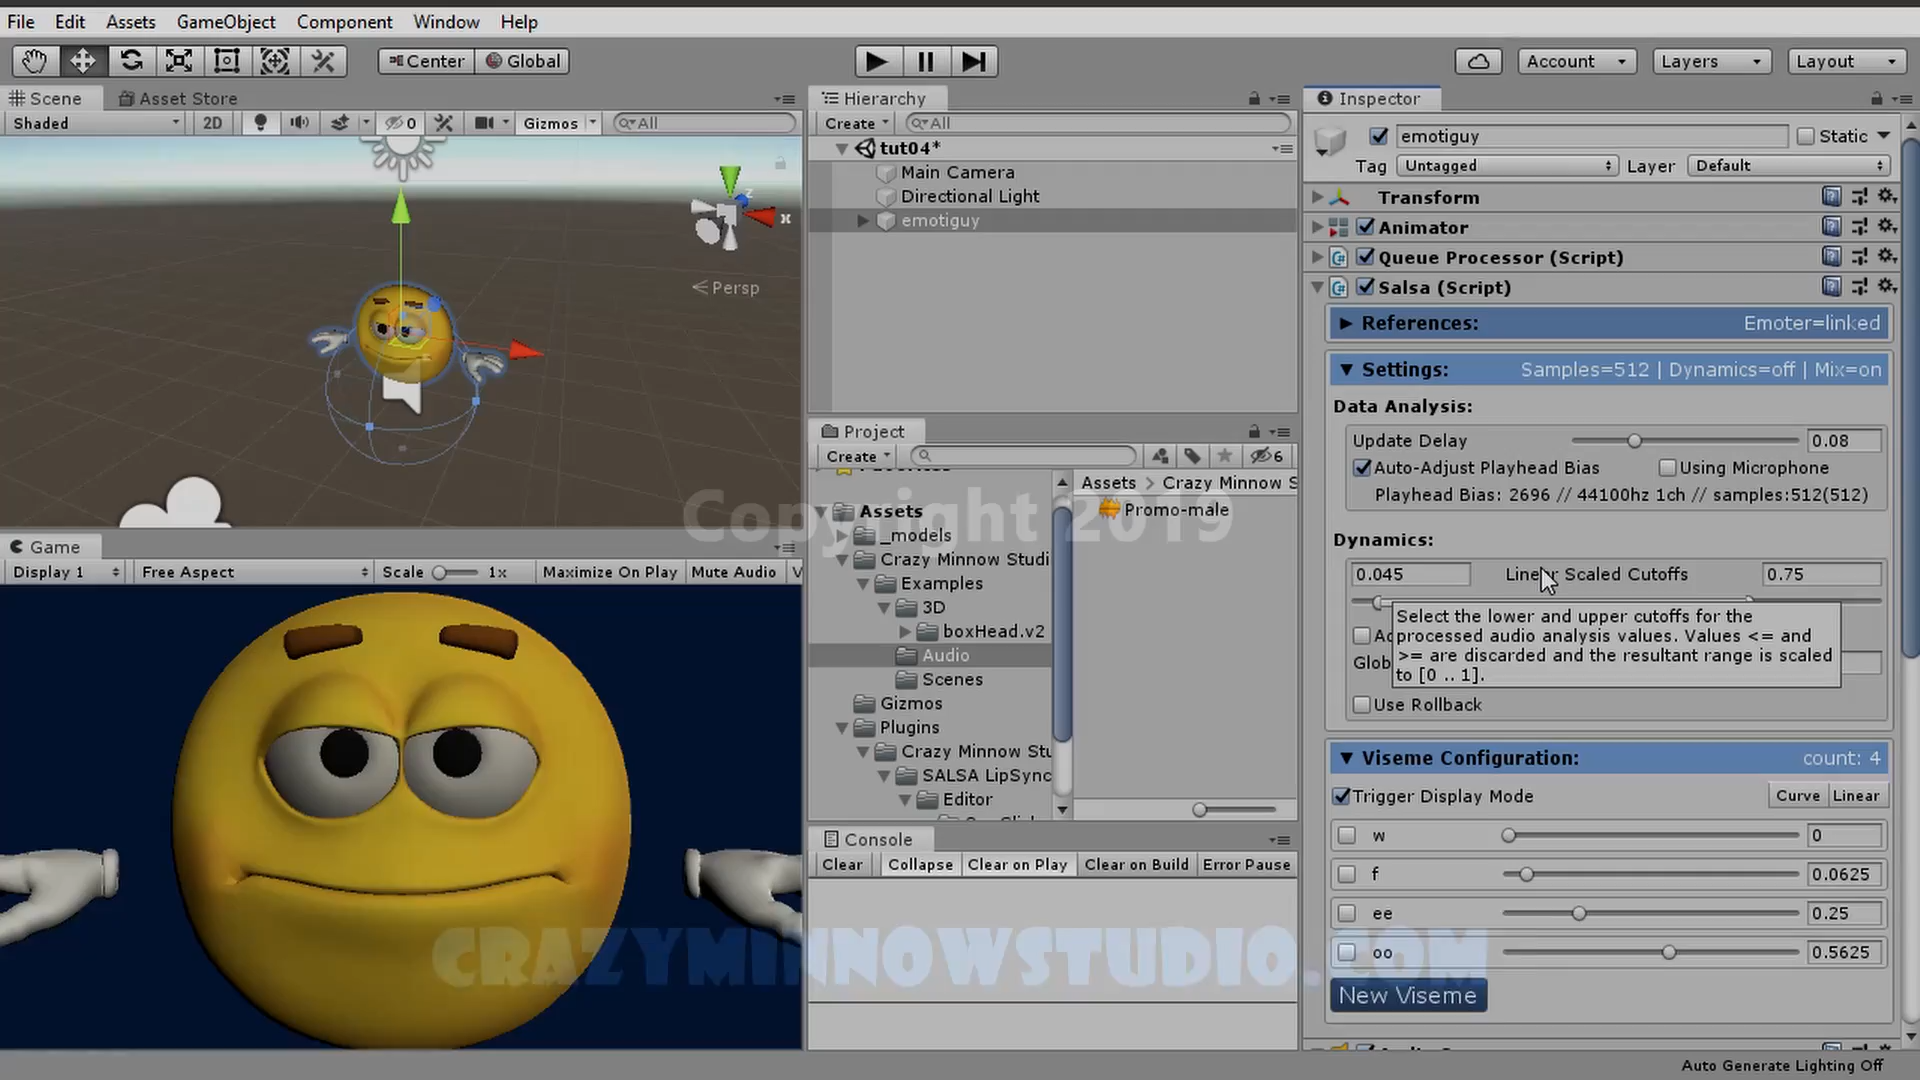 File Edit Assets GameObject Component Window Help
Center Global
Account Layers Layout
Scene Asset Store
Shaded 2D 0 Gizmos All
z
x
Persp
Game
Display 1 Free Aspect Scale 1x Maximize On Play Mute Audio V
Hierarchy
Create All
tut04*
Main Camera
Directional Light
emotiguy
Project
Create 6
Assets
_models
Crazy Minnow Studi
Examples
3D
boxHead.v2
Audio
Scenes
Gizmos
Plugins
Crazy Minnow Stu
SALSA LipSync
Editor
Assets > Crazy Minnow S
Promo-male
Console
Clear Collapse Clear on Play Clear on Build Error Pause
Inspector
emotiguy Static
Tag Untagged Layer Default
Transform
Animator
Queue Processor (Script)
Salsa (Script)
References: Emoter=linked
Settings: Samples=512 | Dynamics=off | Mix=on
Data Analysis:
Update Delay 0.08
Auto-Adjust Playhead Bias Using Microphone
Playhead Bias: 2696 // 44100hz 1ch // samples:512(512)
Dynamics:
0.045 Linear Scaled Cutoffs 0.75
Select the lower and upper cutoffs for the
processed audio analysis values. Values <= and
>= are discarded and the resultant range is scaled
to [0 .. 1].
Glob
Use Rollback
Viseme Configuration: count: 4
Trigger Display Mode Curve Linear
w 0
f 0.0625
ee 0.25
oo 0.5625
New Viseme
Auto Generate Lighting Off
Copyright 2019
CRAZYMINNOWSTUDIO.COM